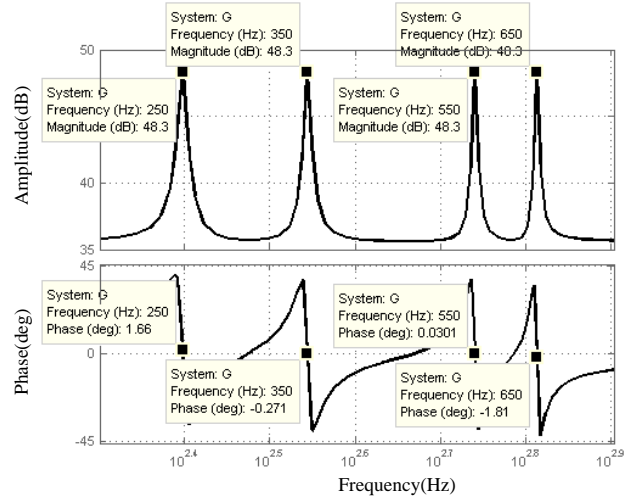 System: G
Frequency (Hz): 350
Magnitude (dB): 48.3
System: G
Frequency (Hz): 650
Magnitude (dB): 48.3
50
System: G
Frequency (Hz): 250
Magnitude (dB): 48.3
System: G
Frequency (Hz): 550
Magnitude (dB): 48.3
Amplitude(dB)
40
35
45
System: G
Frequency (Hz): 250
Phase (deg): 1.66
System: G
Frequency (Hz): 550
Phase (deg): 0.0301
0
Phase(deg)
System: G
Frequency (Hz): 350
Phase (deg): -0.271
System: G
Frequency (Hz): 650
Phase (deg): -1.81
-45
10^2.4
10^2.5
10^2.6
10^2.7
10^2.8
10^2.9
Frequency(Hz)